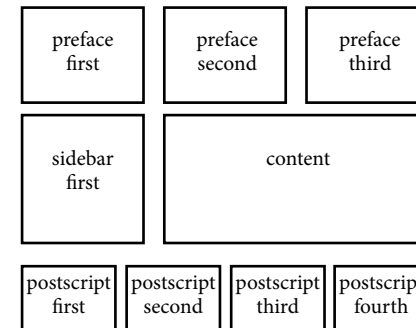 preface
first
preface
second
preface
third
sidebar
first
content
postscript
first
postscript
second
postscript
third
postscrip
fourth